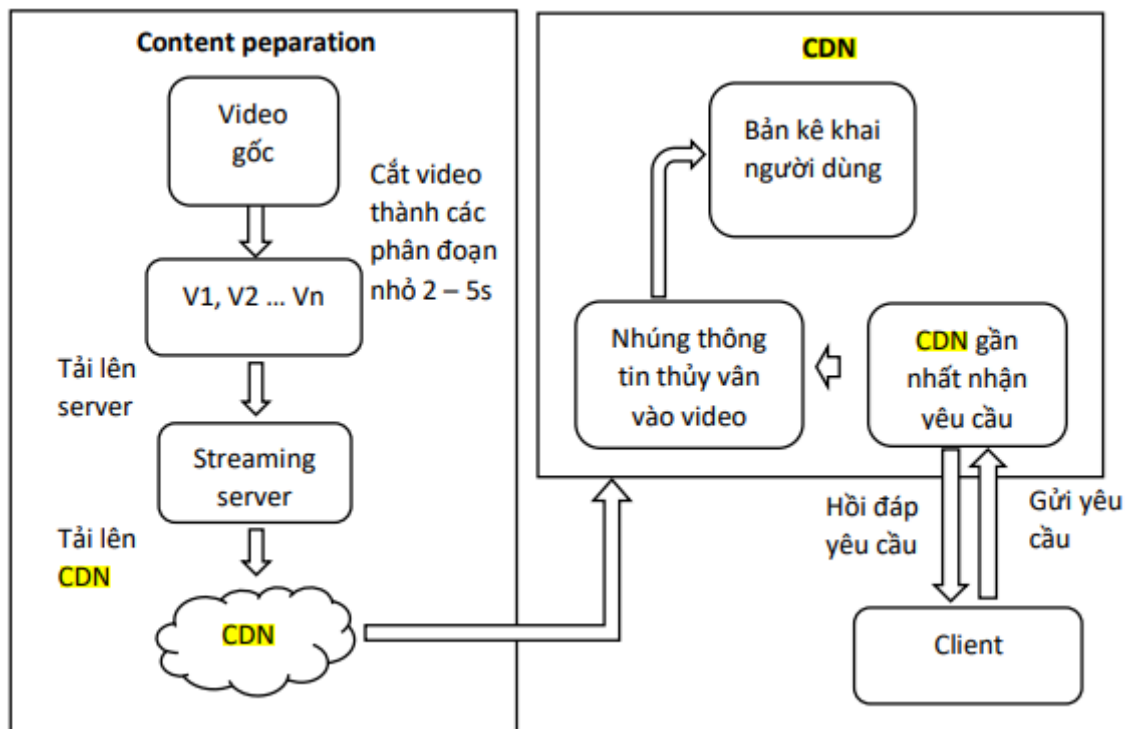 Content peparation
Video
gốc
Cắt video
thành các
phân đoạn
nhỏ 2 – 5s
V1, V2 ... Vn
Tải lên
server
Streaming
server
Tải lên
CDN
CDN
CDN
Bản kê khai
người dùng
Nhúng thông
tin thủy vân
vào video
CDN gần
nhất nhận
yêu cầu
Hồi đáp
yêu cầu
Gửi yêu
cầu
Client